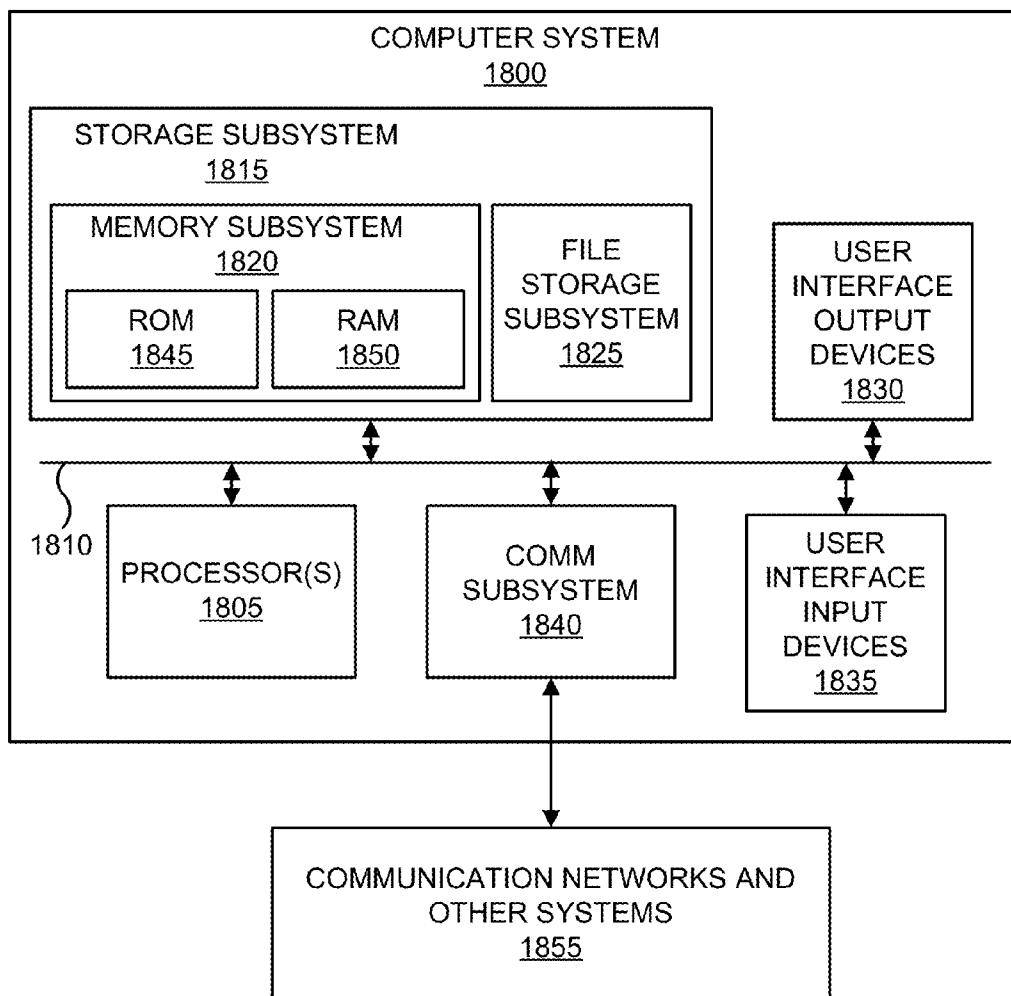 COMPUTER SYSTEM
1800
STORAGE SUBSYSTEM
1815
MEMORY SUBSYSTEM
1820
ROM
1845
RAM
1850
FILE
STORAGE
SUBSYSTEM
1825
USER
INTERFACE
OUTPUT
DEVICES
1830
1810
PROCESSOR(S)
1805
COMM
SUBSYSTEM
1840
USER
INTERFACE
INPUT
DEVICES
1835
COMMUNICATION NETWORKS AND
OTHER SYSTEMS
1855